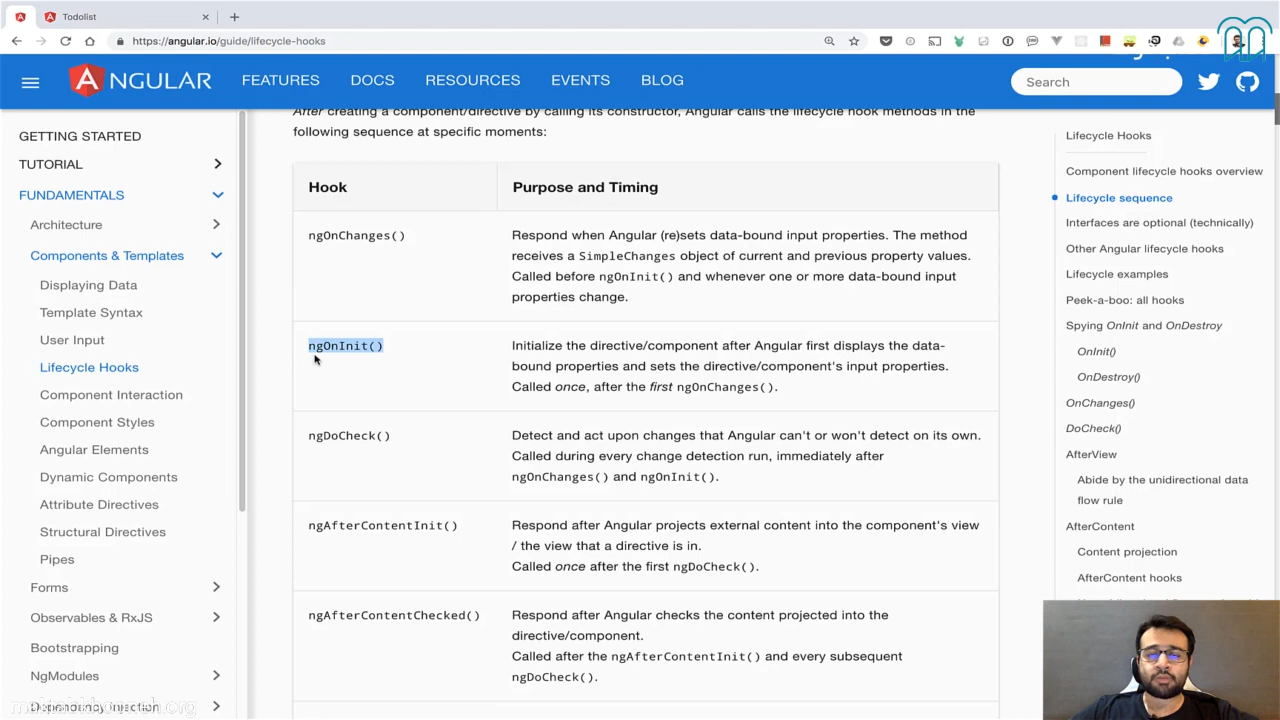 Todolist
https://angular.io/guide/lifecycle-hooks
ANGULAR
FEATURES
DOCS
RESOURCES
EVENTS
BLOG
Search
GETTING STARTED
TUTORIAL
FUNDAMENTALS
Architecture
Components & Templates
Displaying Data
Template Syntax
User Input
Lifecycle Hooks
Component Interaction
Component Styles
Angular Elements
Dynamic Components
Attribute Directives
Structural Directives
Pipes
Forms
Observables & RxJS
Bootstrapping
NgModules
Dependency Injection
After creating a component/directive by calling its constructor, Angular calls the lifecycle hook methods in the
following sequence at specific moments:
Hook
Purpose and Timing
ngOnChanges()
Respond when Angular (re)sets data-bound input properties. The method
receives a SimpleChanges object of current and previous property values.
Called before ngOnInit() and whenever one or more data-bound input
properties change.
ngOnInit()
Initialize the directive/component after Angular first displays the data-
bound properties and sets the directive/component's input properties.
Called once, after the first ngOnChanges().
ngDoCheck()
Detect and act upon changes that Angular can't or won't detect on its own.
Called during every change detection run, immediately after
ngOnChanges() and ngOnInit().
ngAfterContentInit()
Respond after Angular projects external content into the component's view
/ the view that a directive is in.
Called once after the first ngDoCheck().
ngAfterContentChecked()
Respond after Angular checks the content projected into the
directive/component.
Called after the ngAfterContentInit() and every subsequent
ngDoCheck().
Lifecycle Hooks
Component lifecycle hooks overview
Lifecycle sequence
Interfaces are optional (technically)
Other Angular lifecycle hooks
Lifecycle examples
Peek-a-boo: all hooks
Spying OnInit and OnDestroy
OnInit()
OnDestroy()
OnChanges()
DoCheck()
AfterView
Abide by the unidirectional data
flow rule
AfterContent
Content projection
AfterContent hooks